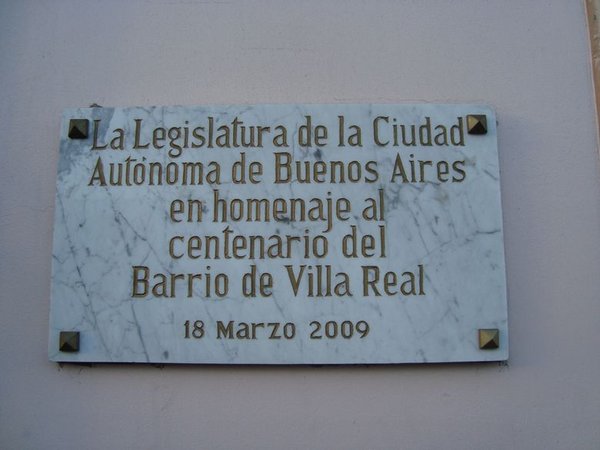 La Legislatura de la Ciudad
Autónoma de Buenos Aires
en homenaje al
centenario del
Barrio de Villa Real
18 Marzo 2009